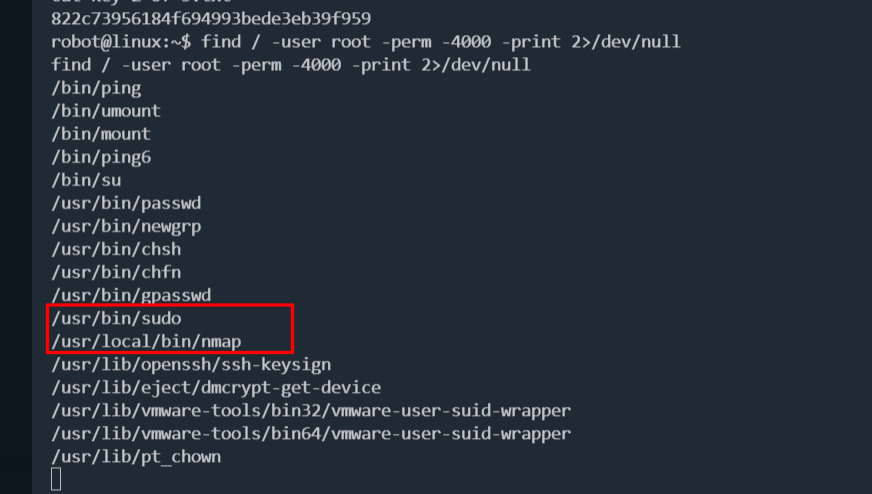 822c73956184f694993bede3eb39f959
robot@linux:~$ find / -user root -perm -4000 -print 2>/dev/null
find / -user root -perm -4000 -print 2>/dev/null
/bin/ping
/bin/umount
/bin/mount
/bin/ping6
/bin/su
/usr/bin/passwd
/usr/bin/newgrp
/usr/bin/chsh
/usr/bin/chfn
/usr/bin/gpasswd
/usr/bin/sudo
/usr/local/bin/nmap
/usr/lib/openssh/ssh-keysign
/usr/lib/eject/dmcrypt-get-device
/usr/lib/vmware-tools/bin32/vmware-user-suid-wrapper
/usr/lib/vmware-tools/bin64/vmware-user-suid-wrapper
/usr/lib/pt_chown